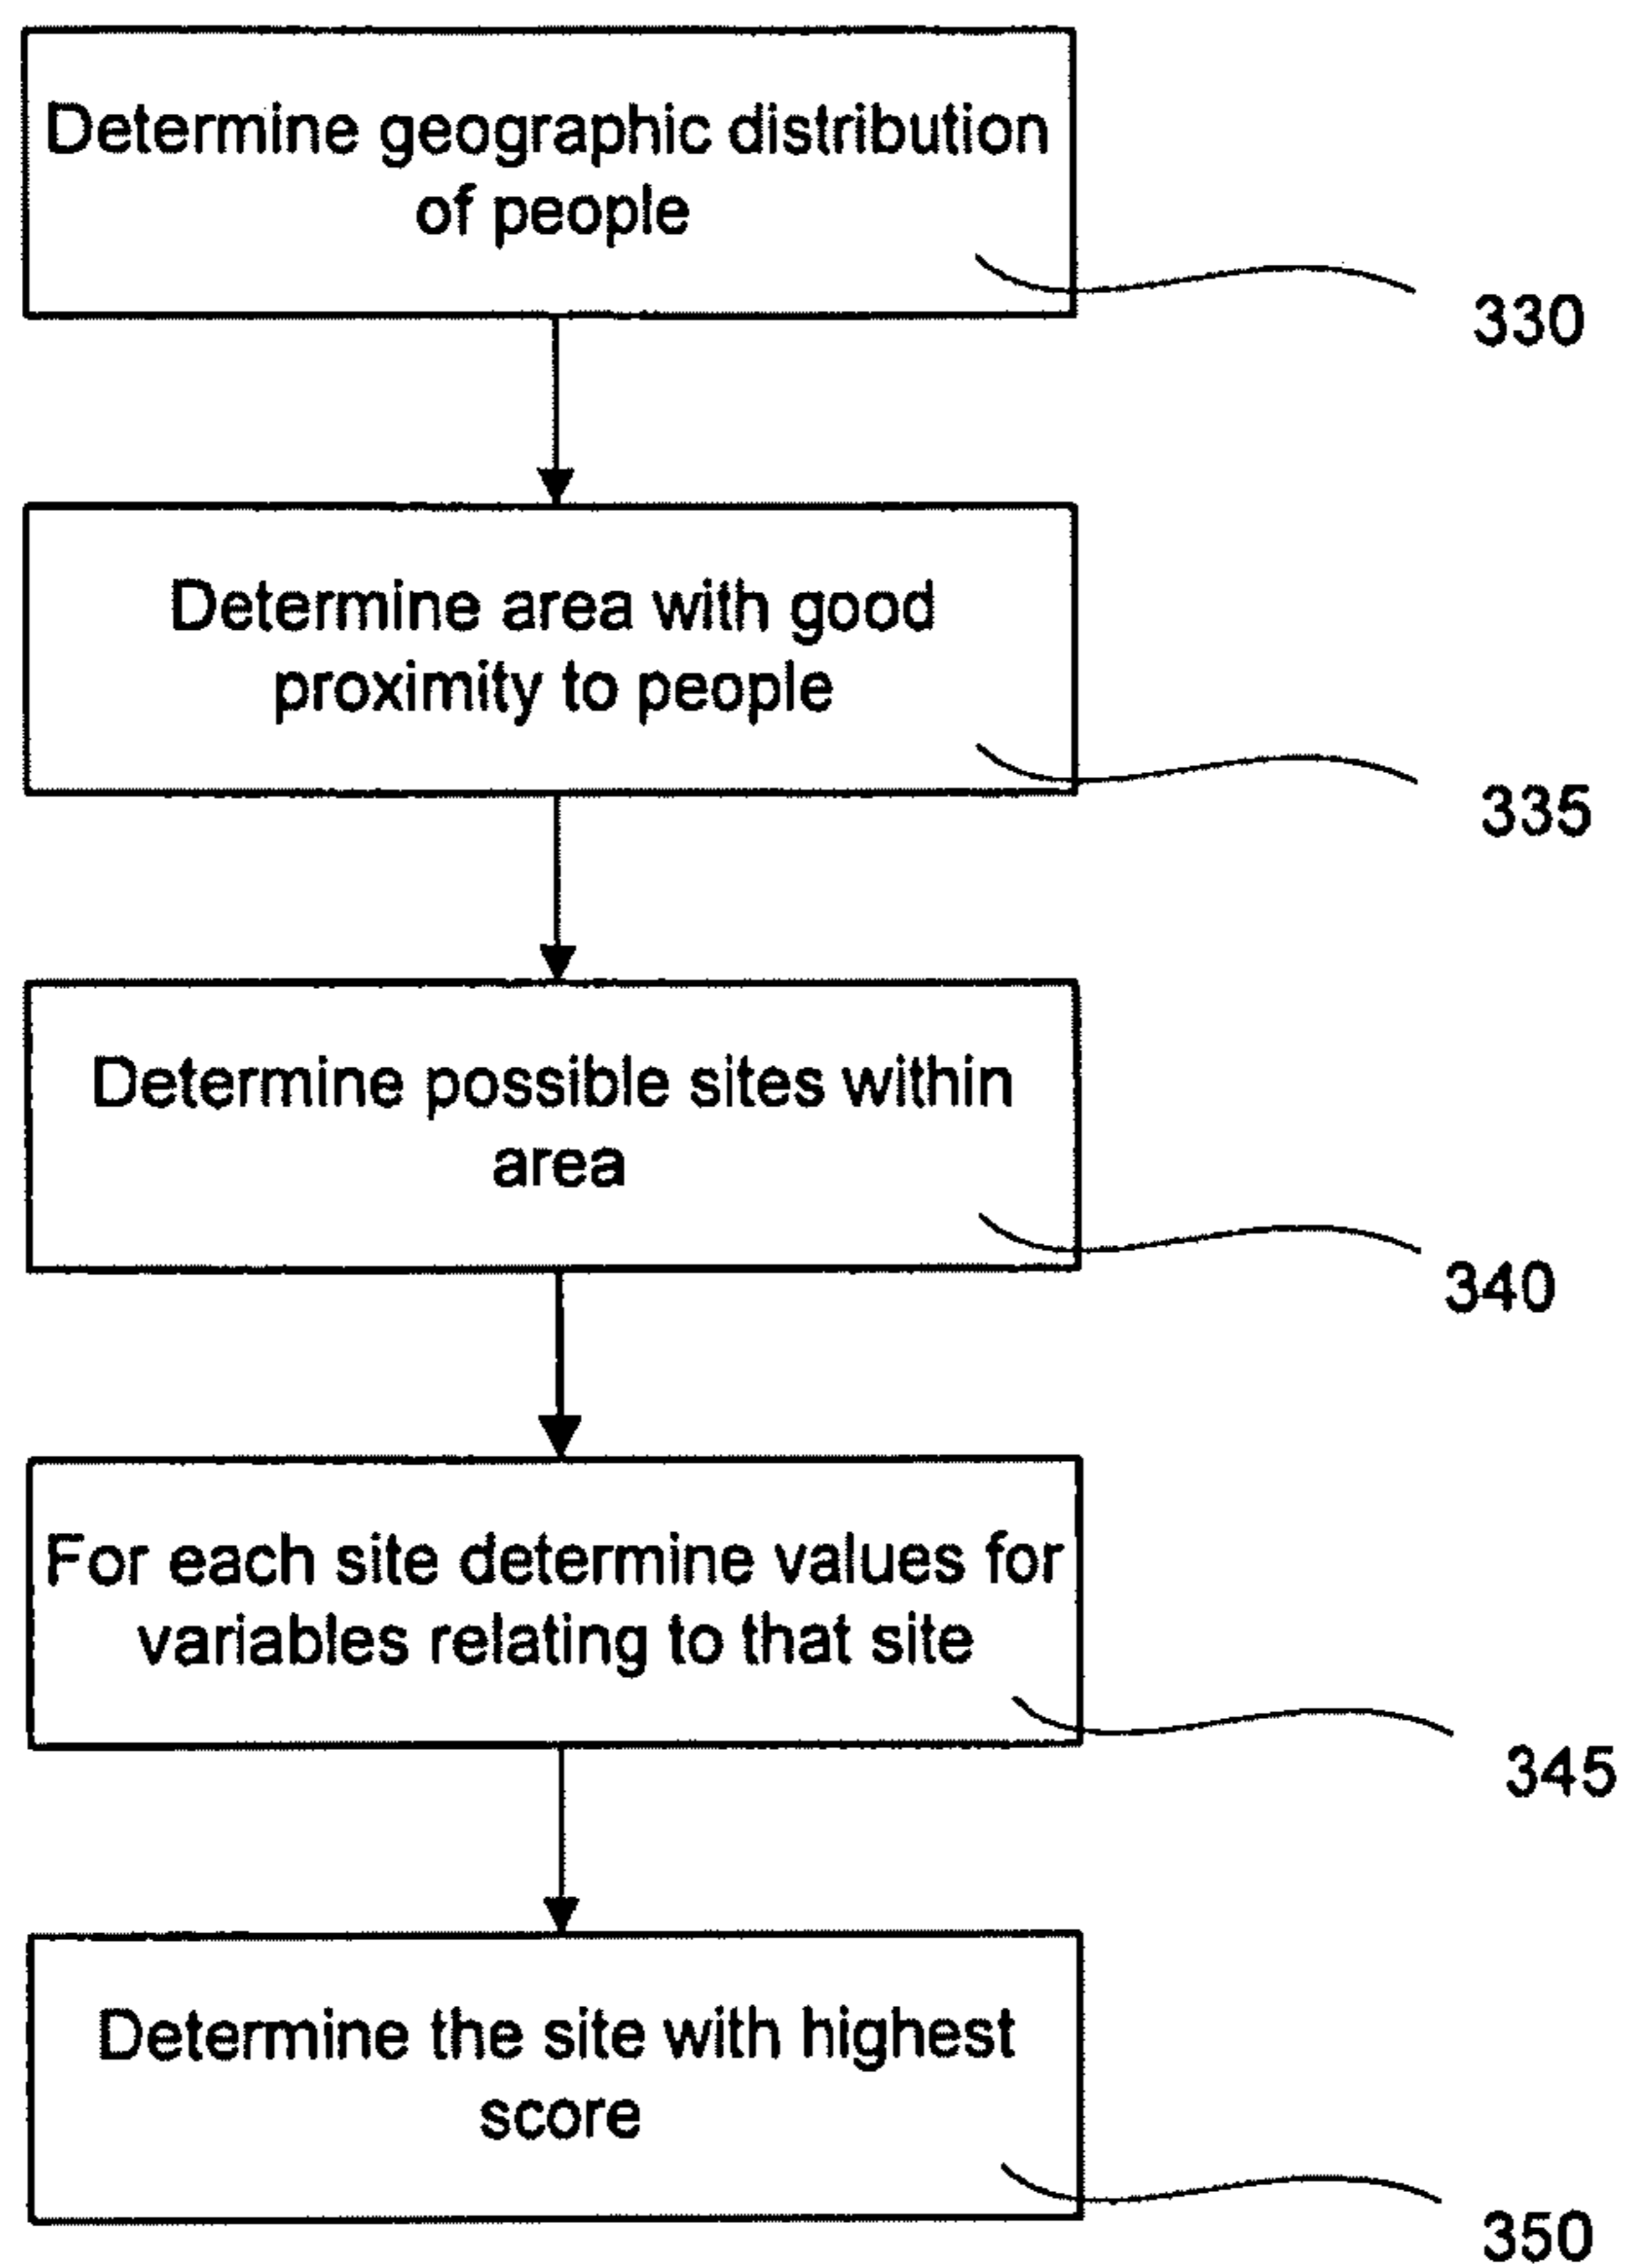 Determine geographic distribution
of people
330
Determine area with good
proximity to people
335
Determine possible sites within
area
340
For each site determine values for
variables relating to that site
345
Determine the site with highest
score
350